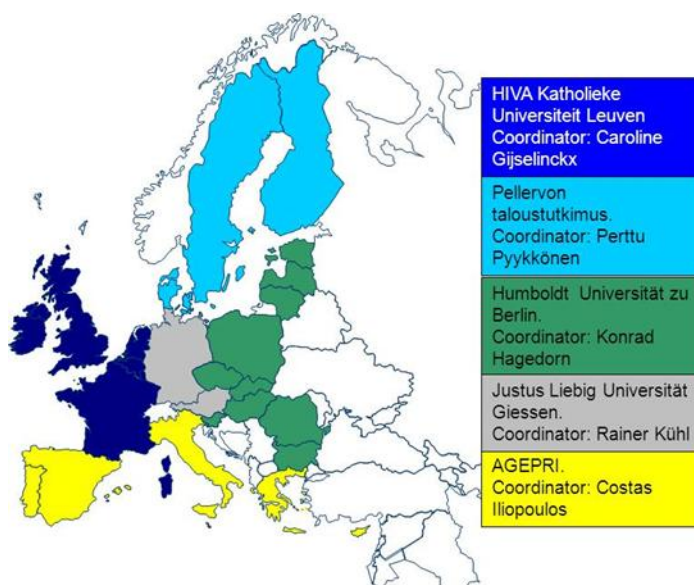 HIVA Katholieke
Universiteit Leuven
Coordinator: Caroline
Gijselinckx
Pellervon
taloustutkimus.
Coordinator: Perttu
Pyykkönen
Humboldt Universität zu
Berlin.
Coordinator: Konrad
Hagedorn
Justus Liebig Universität
Giessen.
Coordinator: Rainer Kühl
AGEPRI.
Coordinator: Costas
Iliopoulos